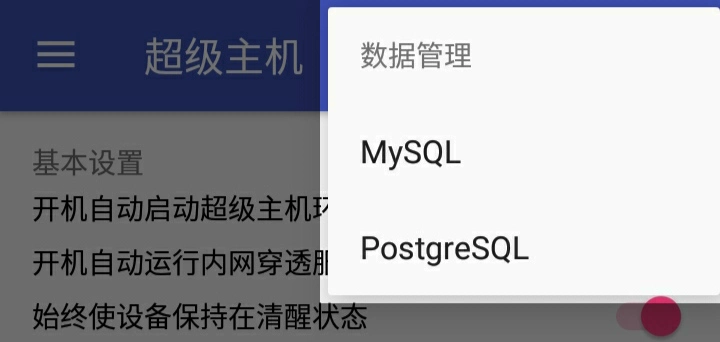 超级主机
数据管理
MySQL
PostgreSQL
基本设置
开机自动启动超级主机环
开机自动运行内网穿透服
始终使设备保持在清醒状态